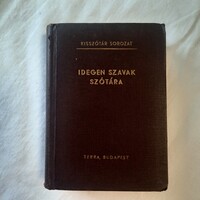 KISSZÓTÁR SOROZAT
IDEGEN SZAVAK
SZÓTÁRA
TERRA, BUDAPEST